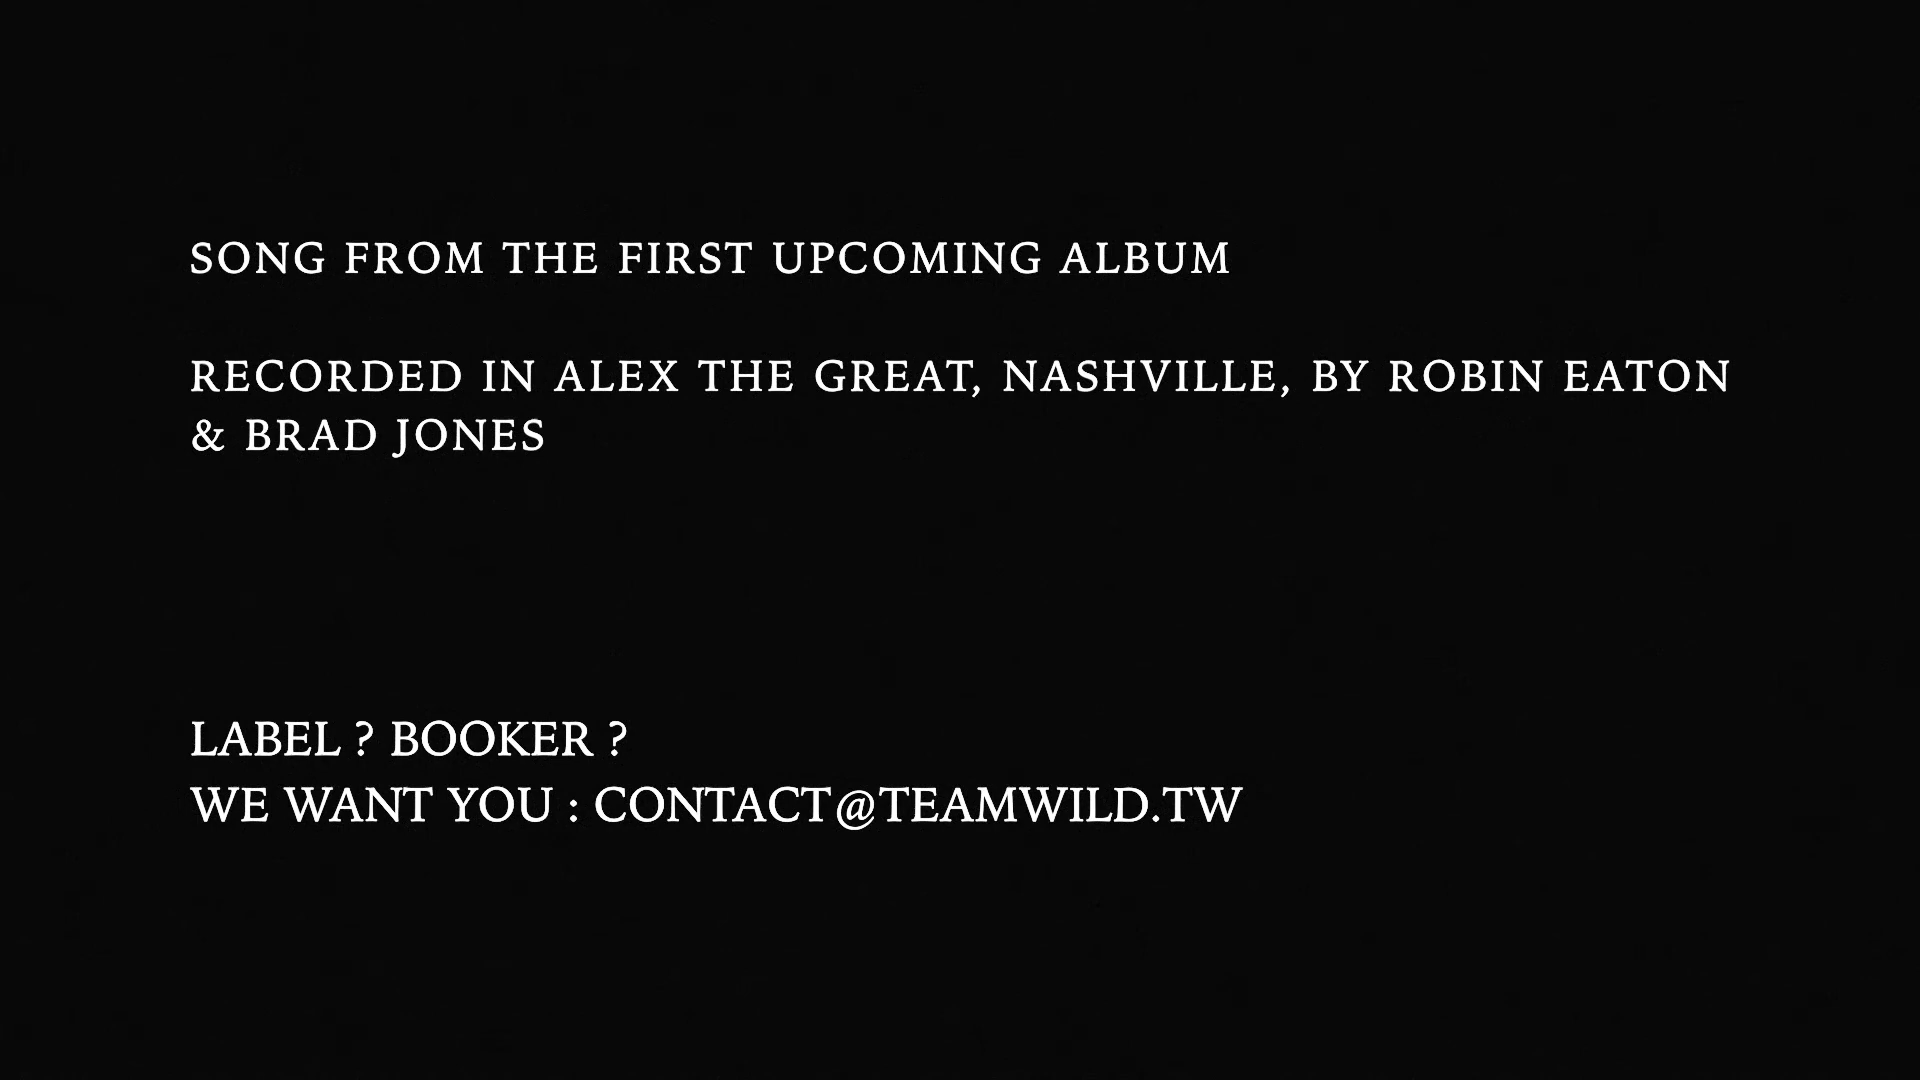 SONG FROM THE FIRST UPCOMING ALBUM
RECORDED IN ALEX THE GREAT, NASHVILLE, BY ROBIN EATON
& BRAD JONES
LABEL ? BOOKER ?
WE WANT YOU : CONTACT@TEAMWILD.TW